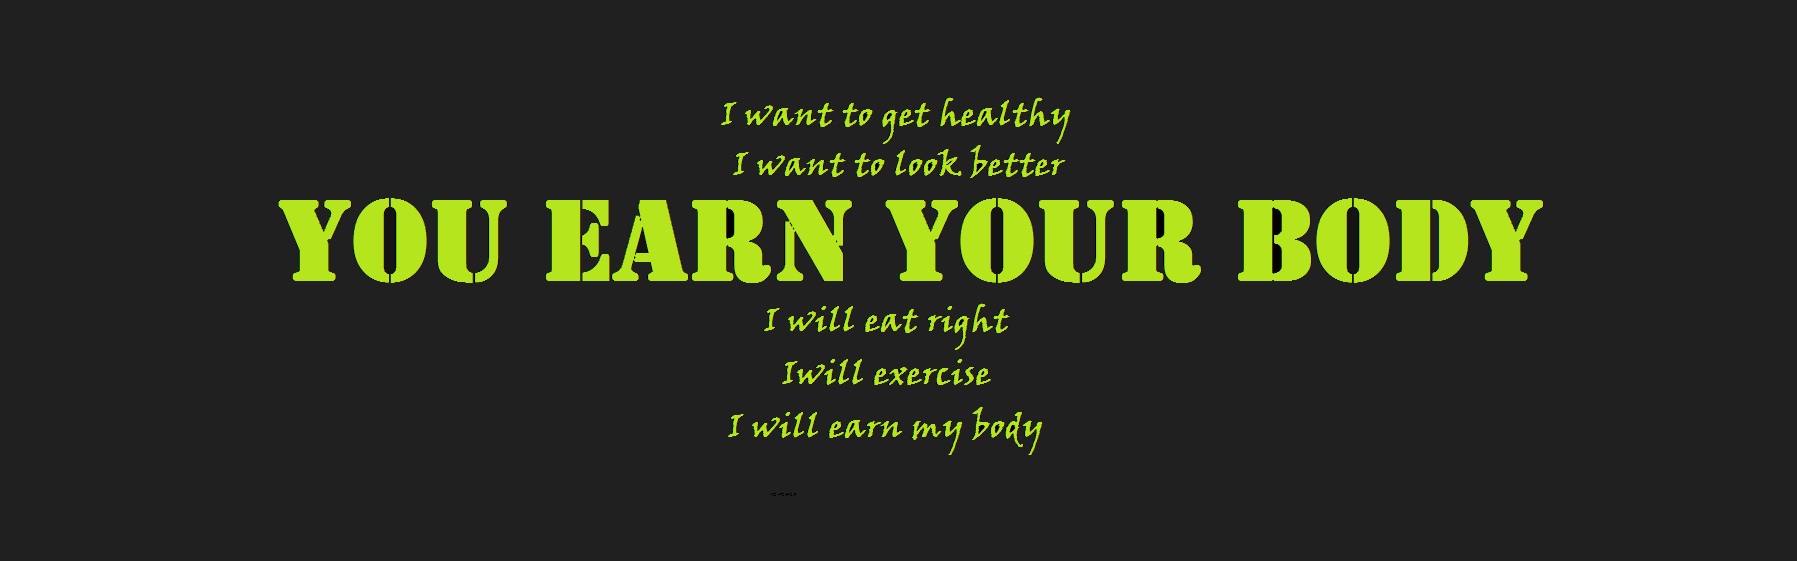 I want to get healthy
I want to look better
YOU EARN YOUR BODY
I will eat right
Iwill exercise
I will earn my body